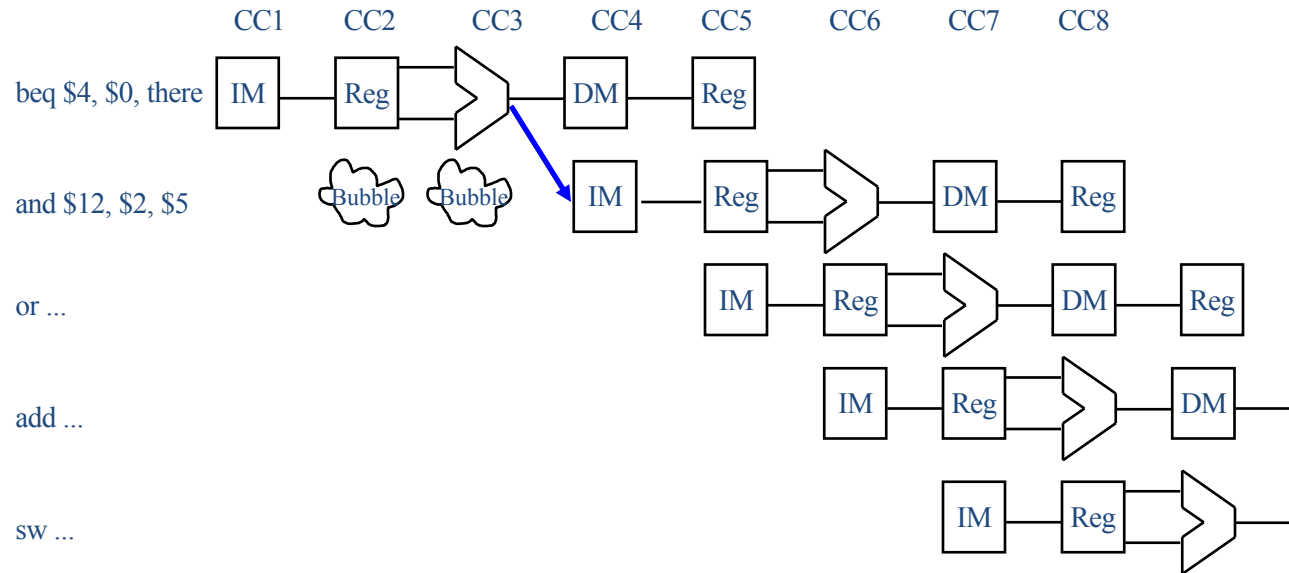 CC1 CC2 CC3 CC4 CC5 CC6 CC7 CC8
beq $4, $0, there IM Reg DM Reg
and $12, $2, $5 Bubble Bubble IM Reg DM Reg
or ... IM Reg DM Reg
add ... IM Reg DM
sw ... IM Reg